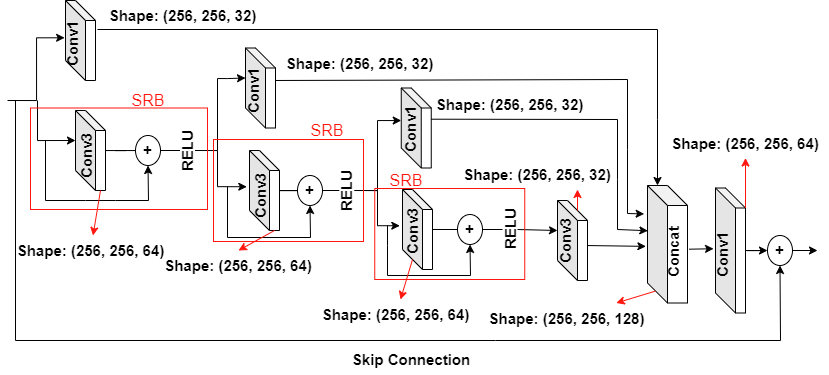 Shape: (256, 256, 32)
Conv1
Shape: (256, 256, 32)
Conv1
SRB
Shape: (256, 256, 32)
Conv1
SRB
Conv3
+
RELU
Shape: (256, 256, 64)
SRB
Shape: (256, 256, 32)
Conv3
+
RELU
Conv3
+
RELU
Conv3
Concat
Conv1
+
Shape: (256, 256, 64)
Shape: (256, 256, 64)
Shape: (256, 256, 64)
Shape: (256, 256, 128)
Skip Connection